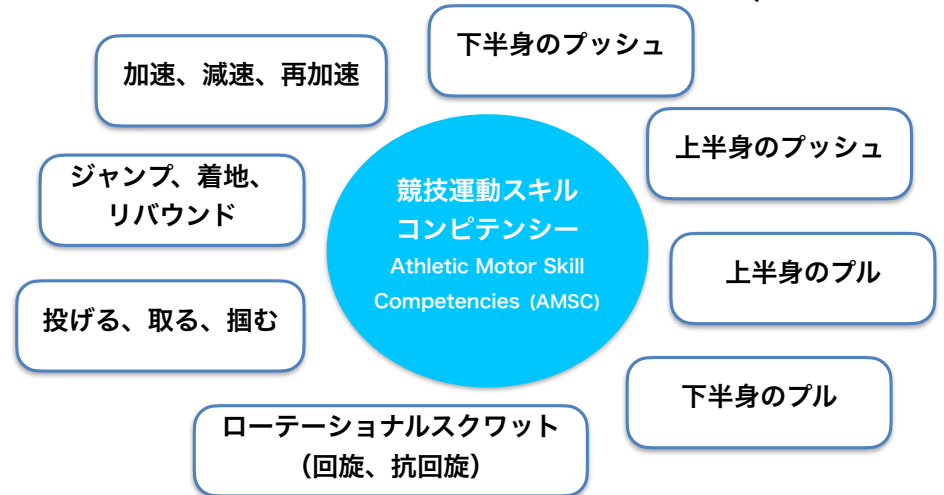 下半身のプッシュ
加速、減速、再加速
上半身のプッシュ
ジャンプ、着地、
リバウンド
競技運動スキル
コンピテンシー
Athletic Motor Skill
Competencies (AMSC)
上半身のプル
投げる、取る、掴む
下半身のプル
ローテーショナルスクワット
（回旋、抗回旋）